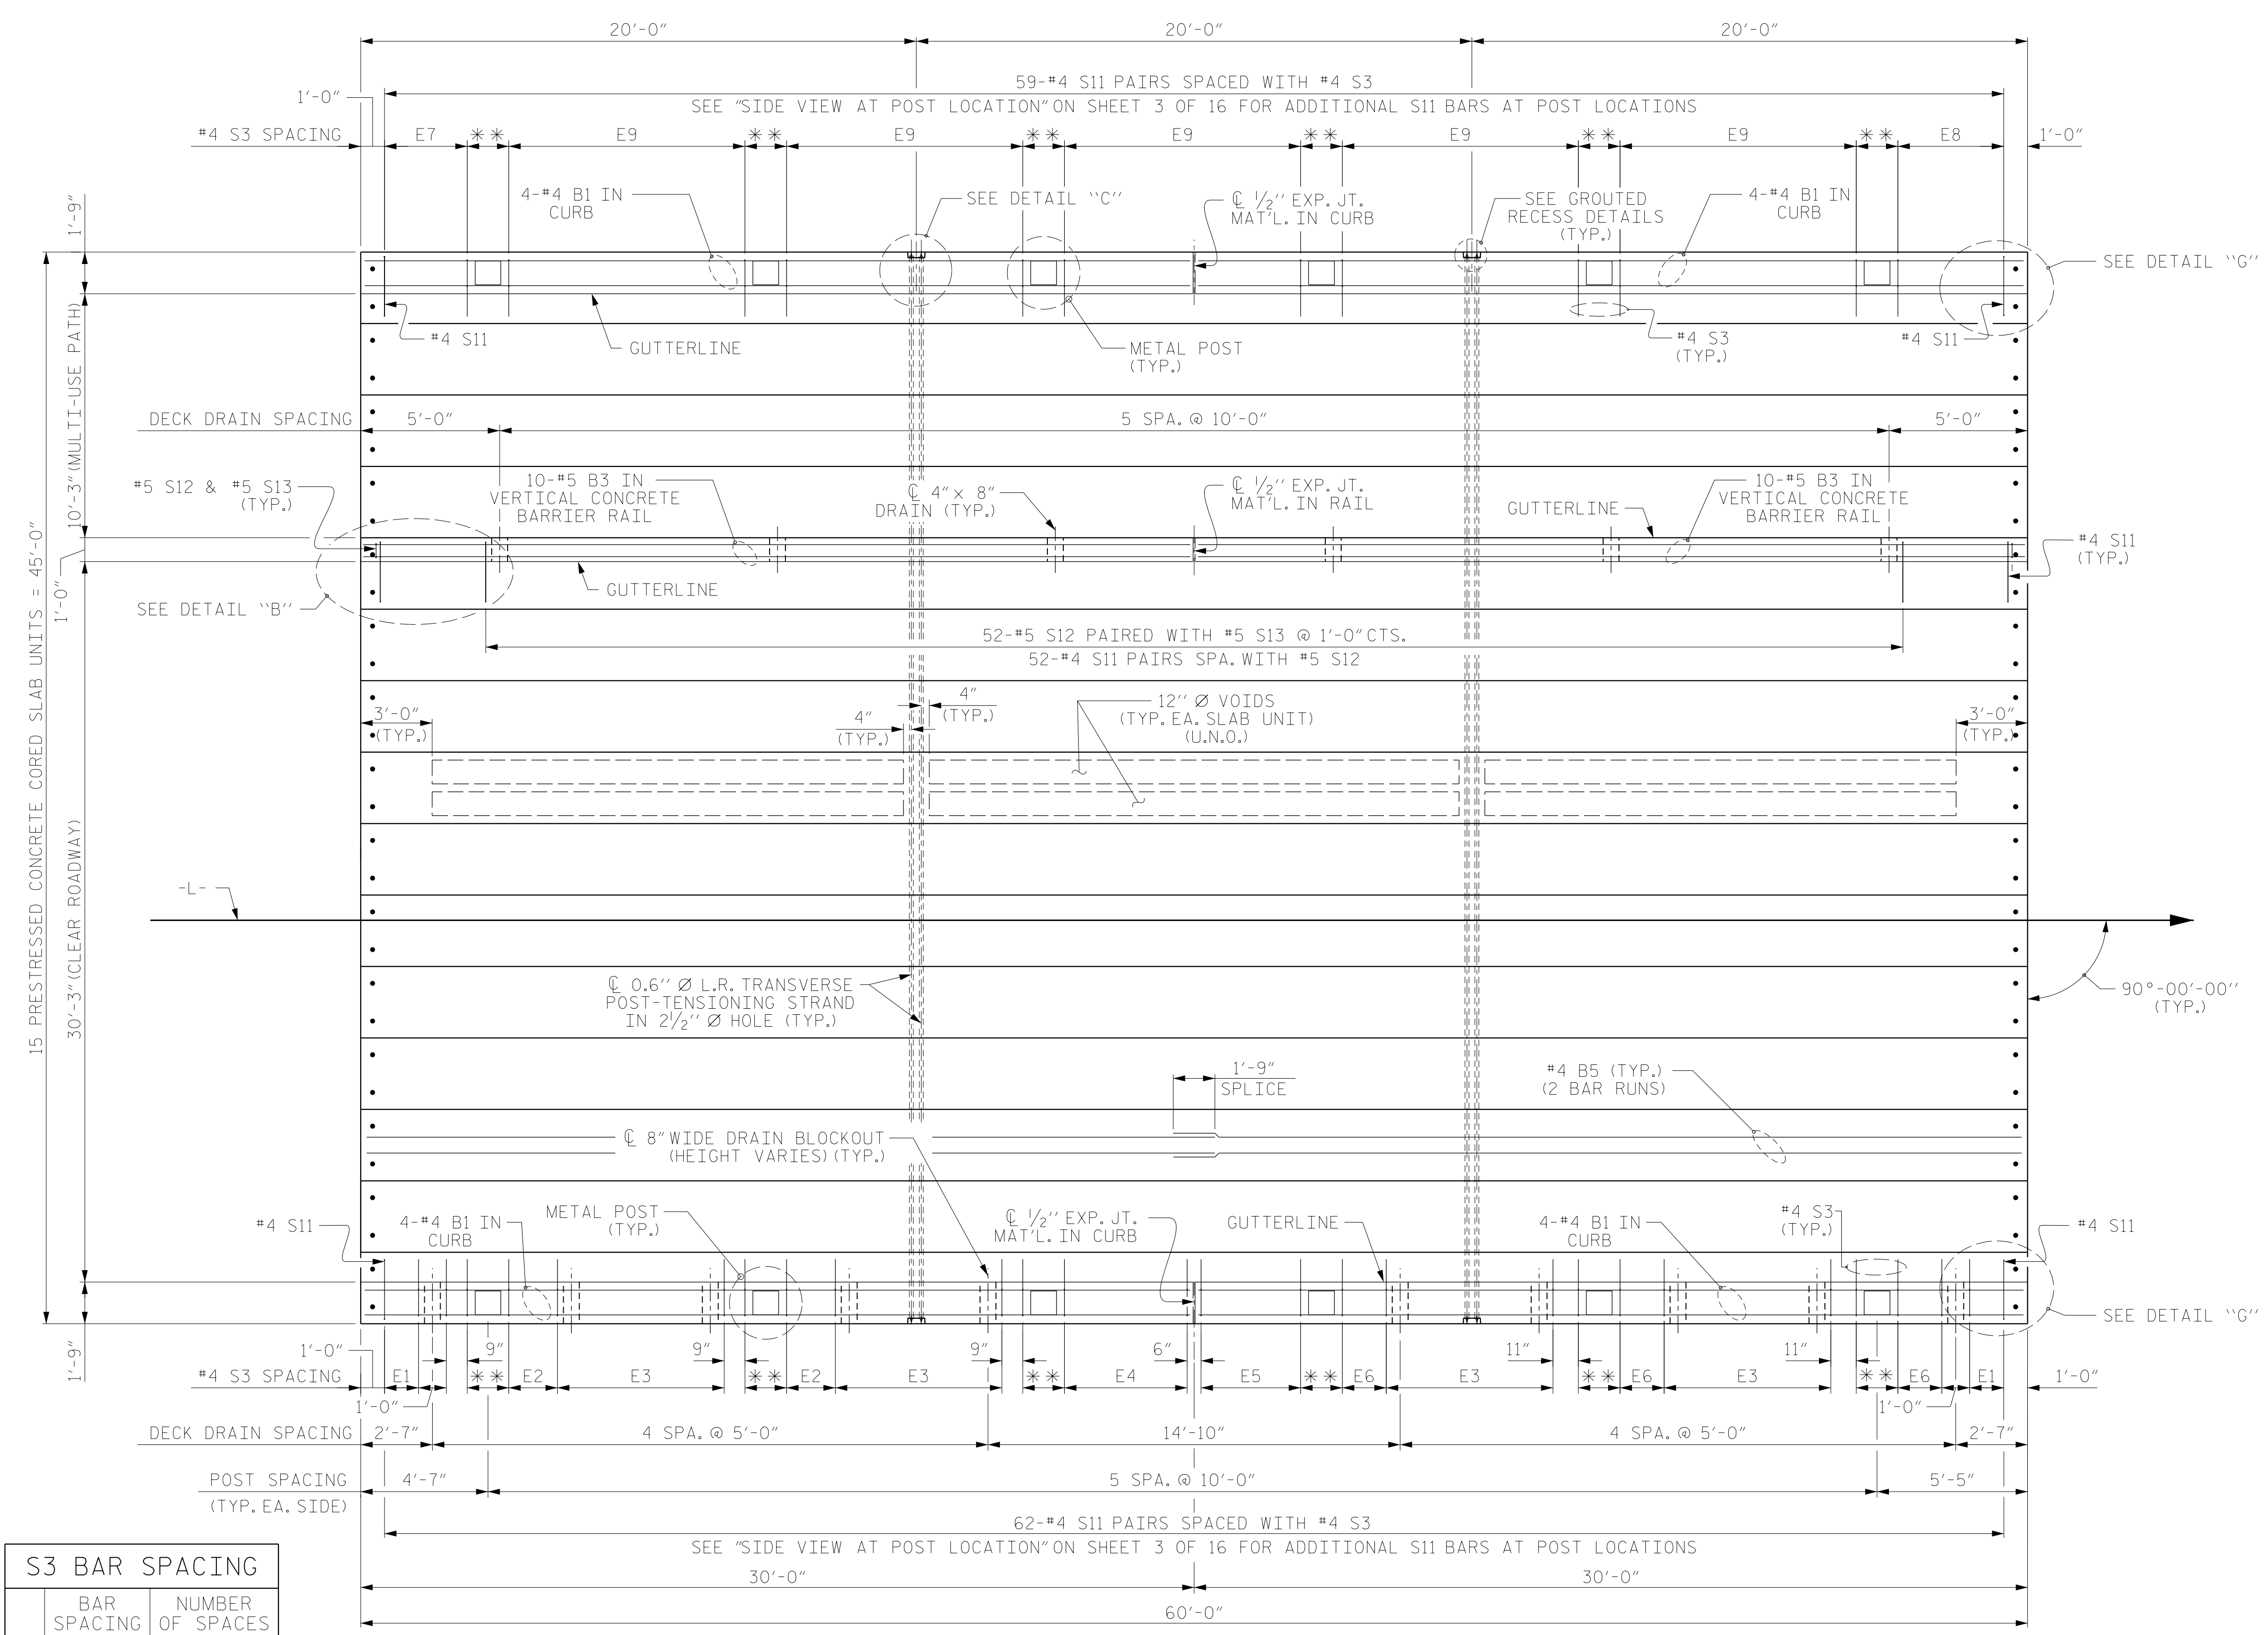 20'-0" 20'-0" 20'-0"
59-#4 S11 PAIRS SPACED WITH #4 S3
1'-0"
SEE "SIDE VIEW AT POST LOCATION" ON SHEET 3 OF 16 FOR ADDITIONAL S11 BARS AT POST LOCATIONS
#4 S3 SPACING E7 ** E9 ** E9 ** E9 ** E9 ** E9 ** E8 1'-0"
1'-9"
4-#4 B1 IN
CURB
SEE DETAIL ``C''
℄ 1/2'' EXP. JT.
MAT'L. IN CURB
SEE GROUTED
RECESS DETAILS
(TYP.)
4-#4 B1 IN
CURB
SEE DETAIL ``G''
#4 S11
GUTTERLINE
METAL POST
(TYP.)
#4 S3
(TYP.)
#4 S11
10'-3" (MULTI-USE PATH)
DECK DRAIN SPACING 5'-0" 5 SPA. @ 10'-0" 5'-0"
#5 S12 & #5 S13
(TYP.)
10-#5 B3 IN
VERTICAL CONCRETE
BARRIER RAIL
℄ 4" x 8"
DRAIN (TYP.)
℄ 1/2'' EXP. JT.
MAT'L. IN RAIL
GUTTERLINE
10-#5 B3 IN
VERTICAL CONCRETE
BARRIER RAIL
#4 S11
(TYP.)
1'-0"
SEE DETAIL ``B''
GUTTERLINE
52-#5 S12 PAIRED WITH #5 S13 @ 1'-0" CTS.
52-#4 S11 PAIRS SPA. WITH #5 S12
15 PRESTRESSED CONCRETE CORED SLAB UNITS = 45'-0"
3'-0"
(TYP.)
4"
(TYP.)
4"
(TYP.)
12'' Ø VOIDS
(TYP. EA. SLAB UNIT)
(U.N.O.)
3'-0"
(TYP.)
30'-3" (CLEAR ROADWAY)
-L-
℄ 0.6'' Ø L.R. TRANSVERSE
POST-TENSIONING STRAND
IN 2 1/2'' Ø HOLE (TYP.)
90°-00'-00''
(TYP.)
1'-9"
SPLICE
#4 B5 (TYP.)
(2 BAR RUNS)
℄ 8" WIDE DRAIN BLOCKOUT
(HEIGHT VARIES) (TYP.)
#4 S11
4-#4 B1 IN
CURB
METAL POST
(TYP.)
℄ 1/2'' EXP. JT.
MAT'L. IN CURB
GUTTERLINE
4-#4 B1 IN
CURB
#4 S3
(TYP.)
#4 S11
SEE DETAIL ``G''
1'-9"
1'-0" 9" 9" 9" 6" 11" 11"
#4 S3 SPACING E1 ** E2 E3 ** E2 E3 ** E4 E5 ** E6 E3 ** E6 E3 ** E6 E1 1'-0"
1'-0" 1'-0"
DECK DRAIN SPACING 2'-7" 4 SPA. @ 5'-0" 14'-10" 4 SPA. @ 5'-0" 2'-7"
POST SPACING 4'-7" 5 SPA. @ 10'-0" 5'-5"
(TYP. EA. SIDE)
62-#4 S11 PAIRS SPACED WITH #4 S3
SEE "SIDE VIEW AT POST LOCATION" ON SHEET 3 OF 16 FOR ADDITIONAL S11 BARS AT POST LOCATIONS
30'-0" 30'-0"
60'-0"
S3 BAR SPACING
BAR NUMBER
SPACING OF SPACES